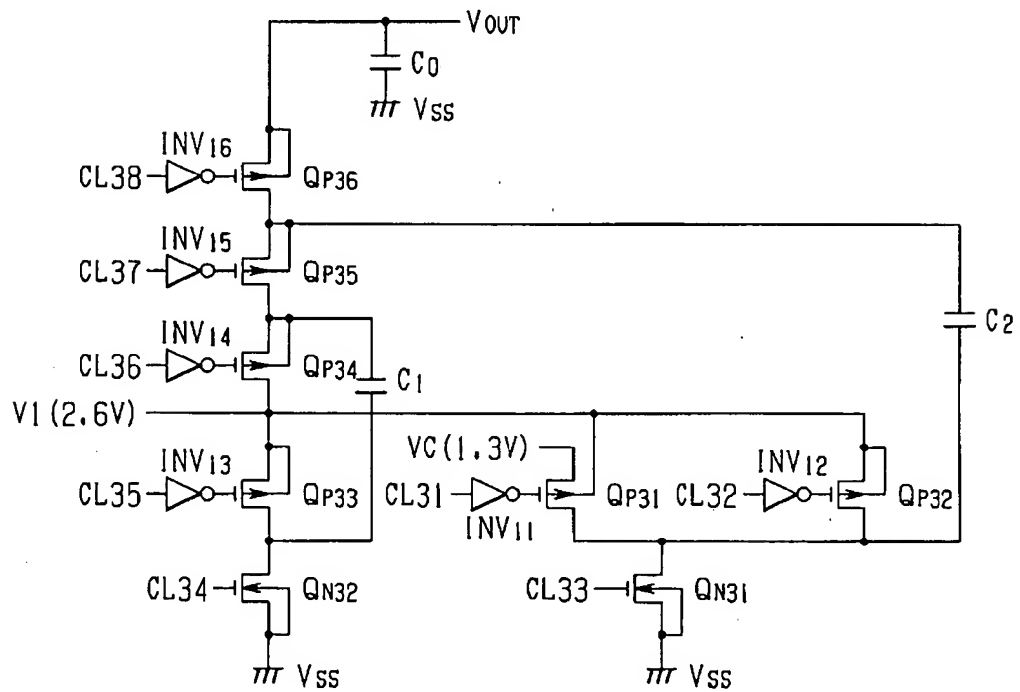 VOUT
C0
VSS
INV16
CL38
QP36
INV15
CL37
QP35
INV14
CL36
QP34
C1
C2
V1(2.6V)
VC(1.3V)
INV13
CL35
QP33
CL31
INV11
QP31
INV12
CL32
QP32
CL34
QN32
CL33
QN31
VSS
VSS